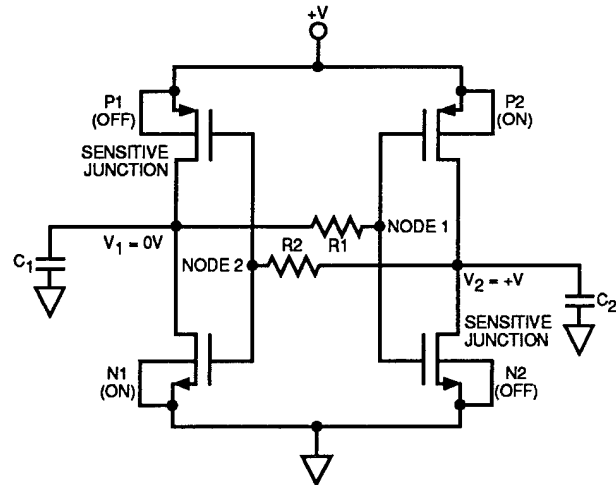 +V
P1
(OFF)
P2
(ON)
SENSITIVE
JUNCTION
NODE 1
R1
V1 = 0V
R2
C1
NODE 2
V2 = +V
C2
SENSITIVE
JUNCTION
N1
(ON)
N2
(OFF)